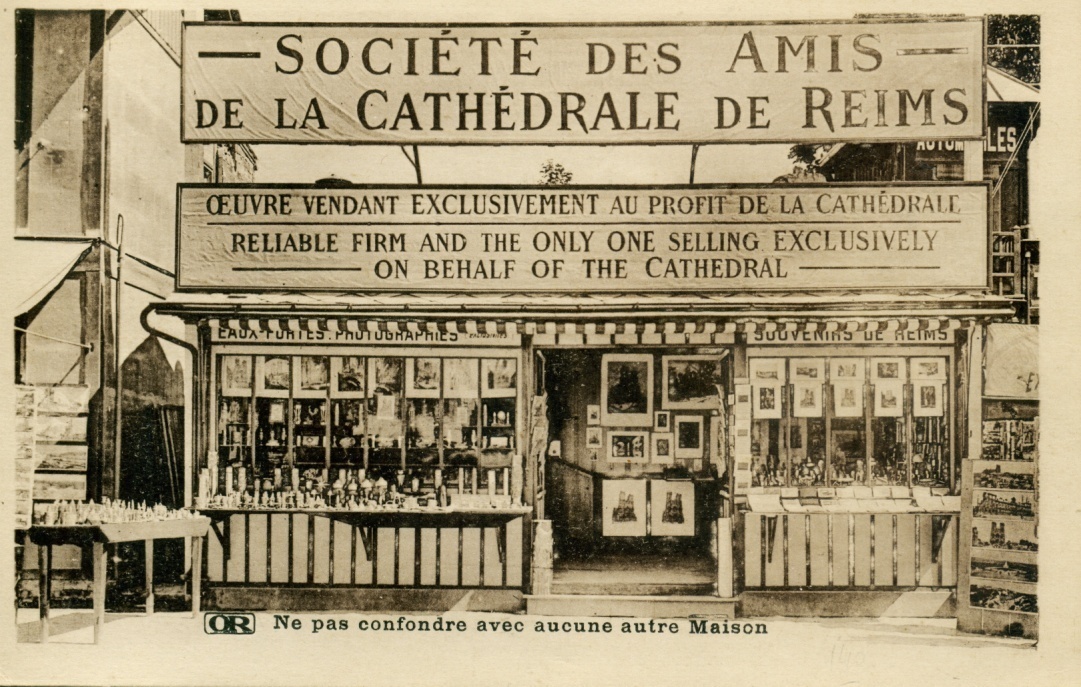 — SOCIÉTÉ DES AMIS —
DE LA CATHÉDRALE DE REIMS
AUTOMOBILES
ŒUVRE VENDANT EXCLUSIVEMENT AU PROFIT DE LA CATHÉDRALE
RELIABLE FIRM AND THE ONLY ONE SELLING EXCLUSIVELY
— ON BEHALF OF THE CATHEDRAL —
EAUX-FORTES. PHOTOGRAPHIES
SOUVENIRS DE REIMS
OR Ne pas confondre avec aucune autre Maison